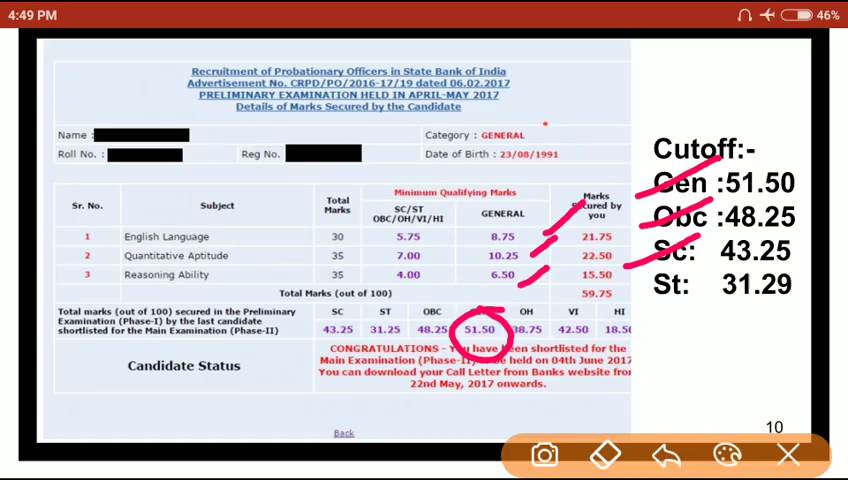 4:49 PM
46%
Recruitment of Probationary Officers in State Bank of India
Advertisement No. CRPD/PO/2016-17/19 dated 06.02.2017
PRELIMINARY EXAMINATION HELD IN APRIL-MAY 2017
Details of Marks Secured by the Candidate
Name :
Category : GENERAL
Roll No. :
Reg No.
Date of Birth : 23/08/1991
Sr. No. Subject Total Marks Minimum Qualifying Marks Marks Secured by you
SC/ST OBC/OH/VI/HI GENERAL
1 English Language 30 5.75 8.75 21.75
2 Quantitative Aptitude 35 7.00 10.25 22.50
3 Reasoning Ability 35 4.00 6.50 15.50
Total Marks (out of 100) 59.75
Total marks (out of 100) secured in the Preliminary
Examination (Phase-I) by the last candidate
shortlisted for the Main Examination (Phase-II)
SC ST OBC OH VI HI
43.25 31.25 48.25 51.50 38.75 42.50 18.50
Candidate Status
CONGRATULATIONS - You have been shortlisted for the
Main Examination (Phase-II) be held on 04th June 2017
You can download your Call Letter from Banks website from
22nd May, 2017 onwards.
Back
Cutoff:-
Gen :51.50
Obc :48.25
Sc: 43.25
St: 31.29
10